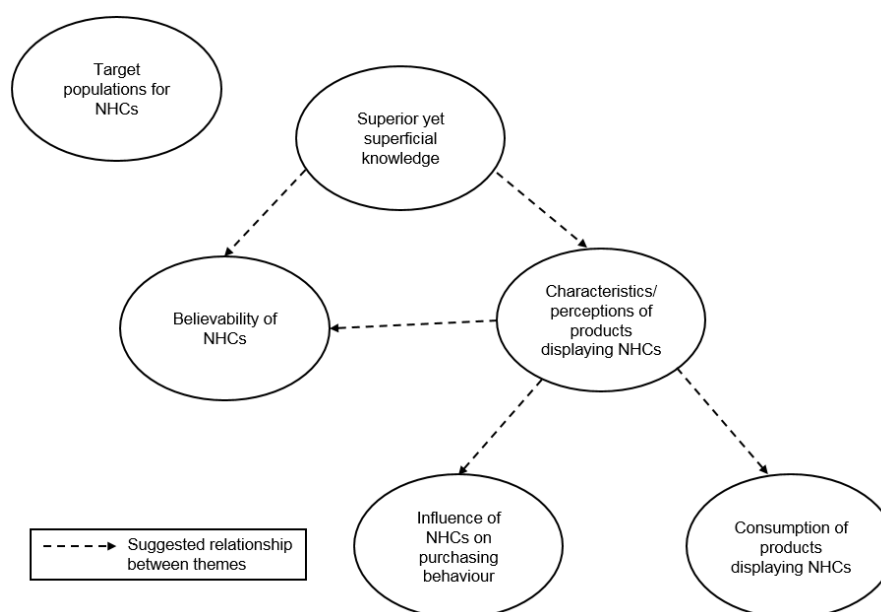 Target
populations for
NHCs
Superior yet
superficial
knowledge
Believability of
NHCs
Characteristics/
perceptions of
products
displaying NHCs
Influence of
NHCs on
purchasing
behaviour
Consumption of
products
displaying NHCs
Suggested relationship
between themes